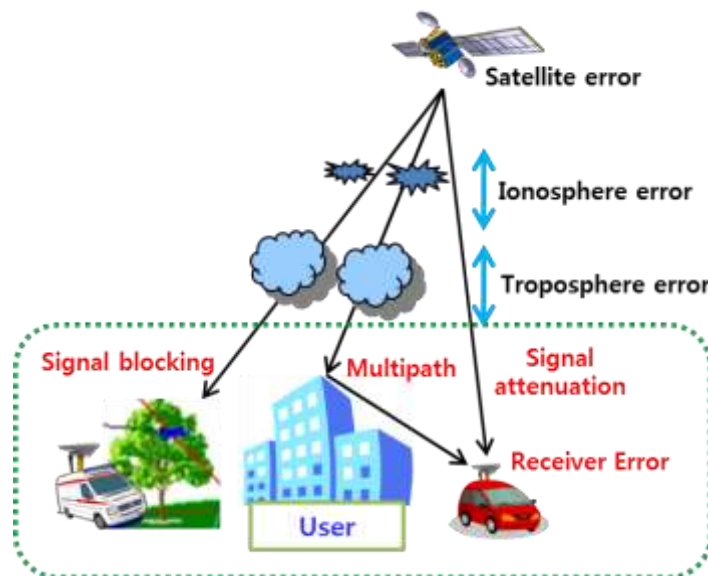 Satellite error
Ionosphere error
Troposphere error
Signal blocking
Multipath
Signal
attenuation
Receiver Error
User